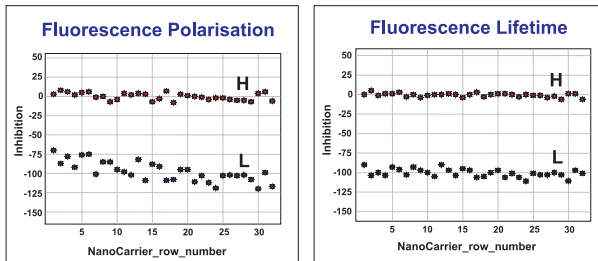 Fluorescence Polarisation
50
25
0
-25
-50
-75
-100
-125
-150
Inhibition
H
L
5 10 15 20 25 30
NanoCarrier_row_number
Fluorescence Lifetime
50
25
0
-25
-50
-75
-100
-125
-150
Inhibition
H
L
5 10 15 20 25 30
NanoCarrier_row_number